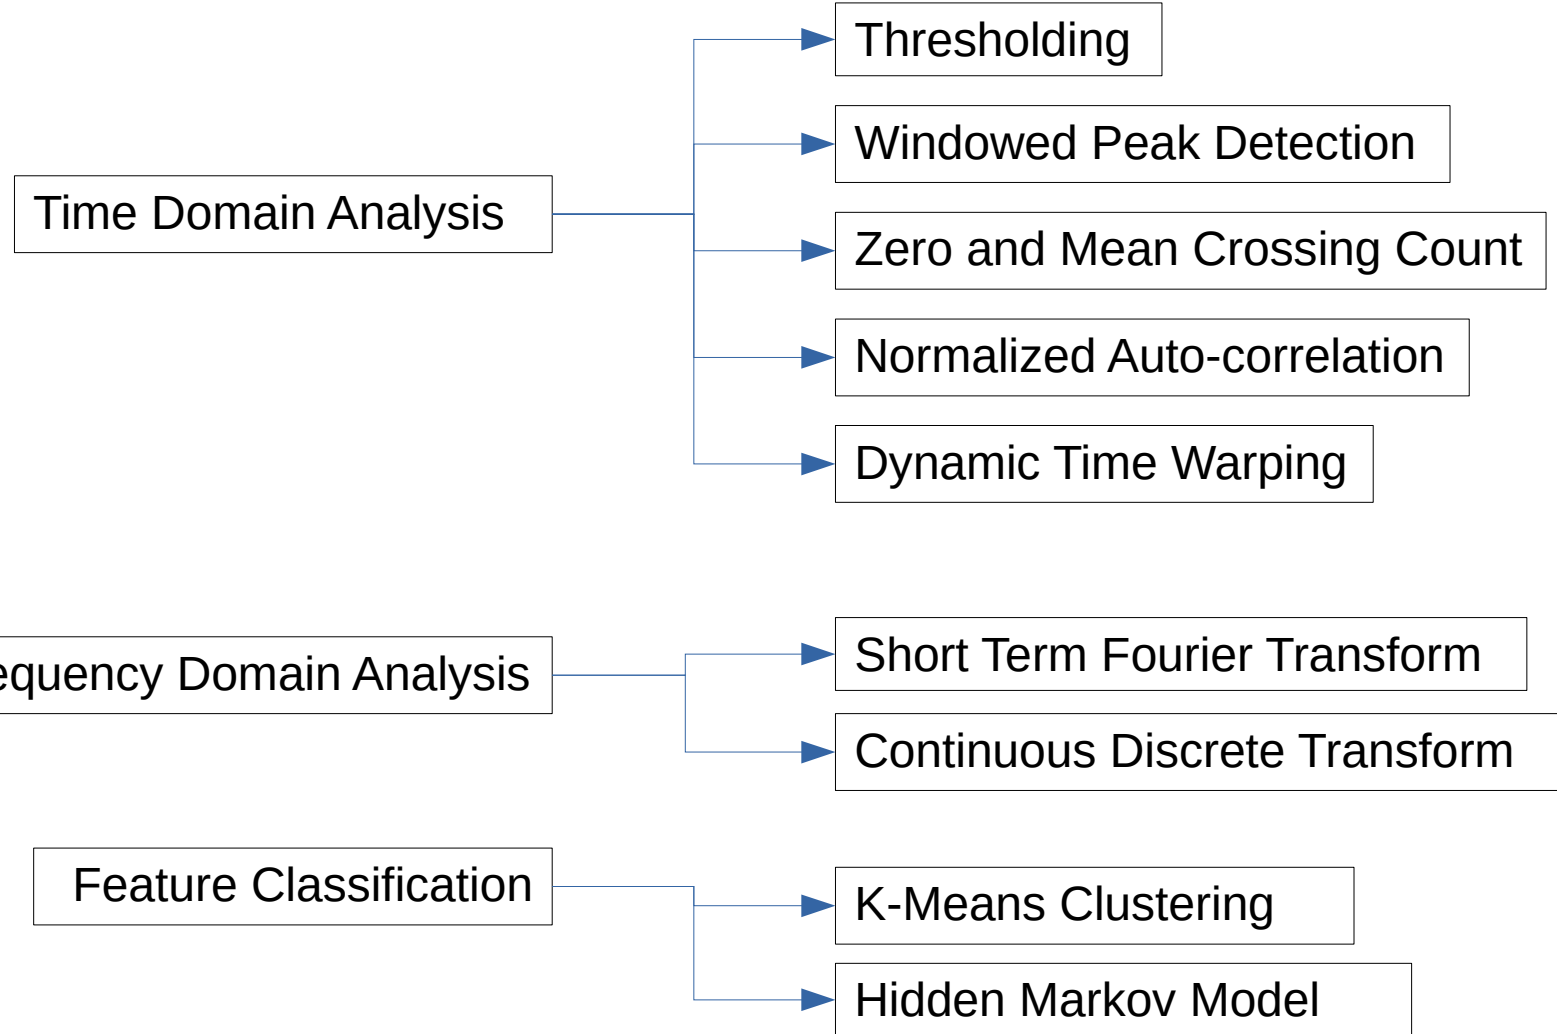 Thresholding
Windowed Peak Detection
Time Domain Analysis
Zero and Mean Crossing Count
Normalized Auto-correlation
Dynamic Time Warping
Short Term Fourier Transform
equency Domain Analysis
Continuous Discrete Transform
Feature Classification
K-Means Clustering
Hidden Markov Model